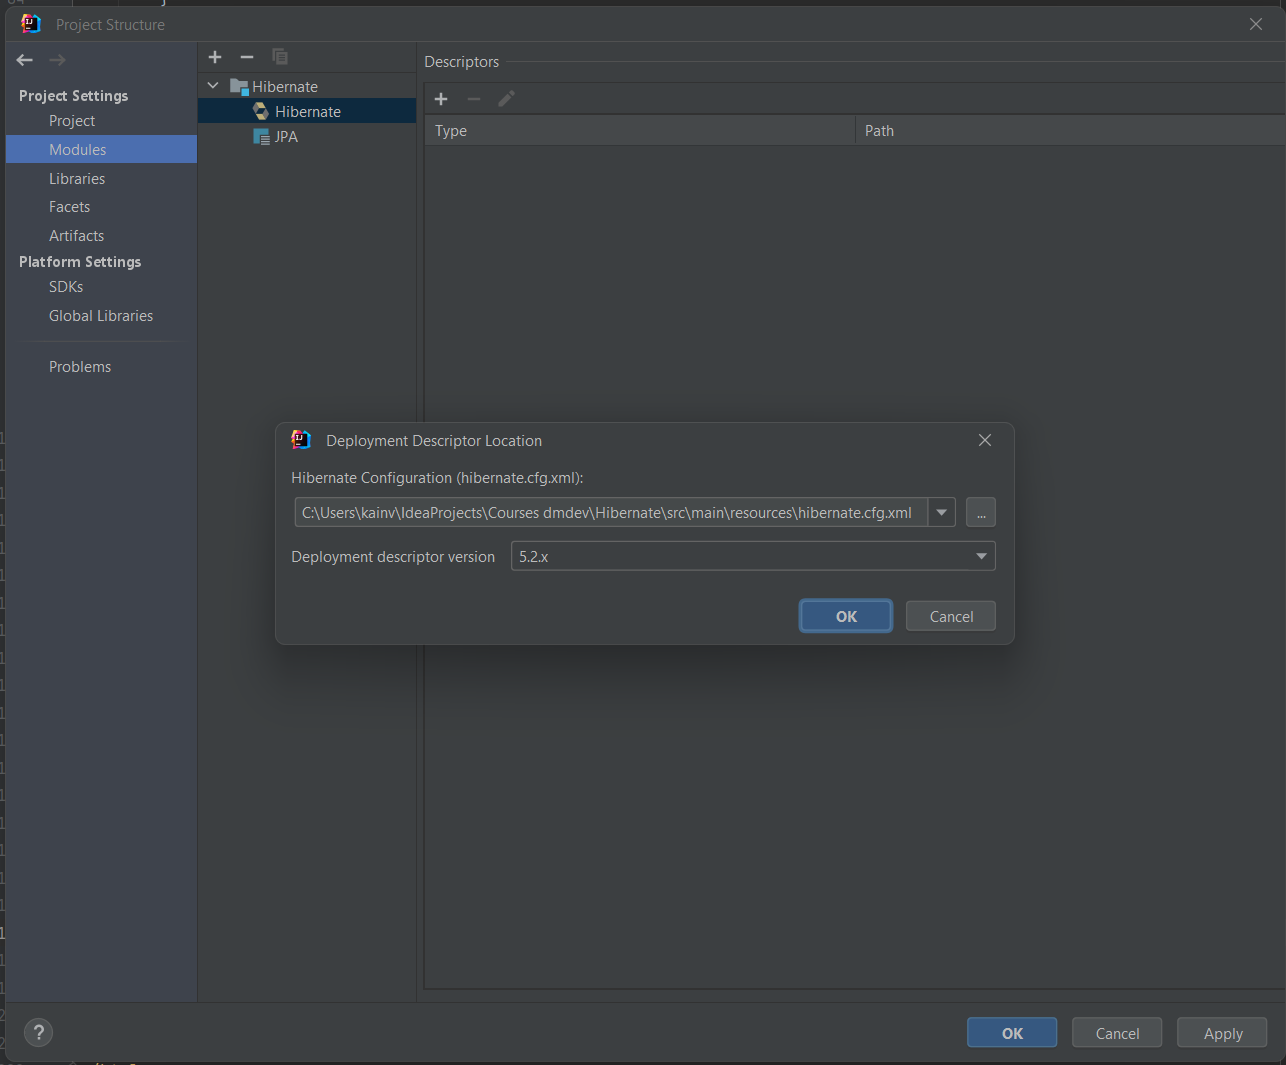 Project Structure
Project Settings
Project
Modules
Libraries
Facets
Artifacts
Platform Settings
SDKs
Global Libraries
Problems
Hibernate
Hibernate
JPA
Descriptors
Type Path
Deployment Descriptor Location
Hibernate Configuration (hibernate.cfg.xml):
C:\Users\kainv\IdeaProjects\Courses dmdev\Hibernate\src\main\resources\hibernate.cfg.xml
...
Deployment descriptor version 5.2.x
OK Cancel
? OK Cancel Apply